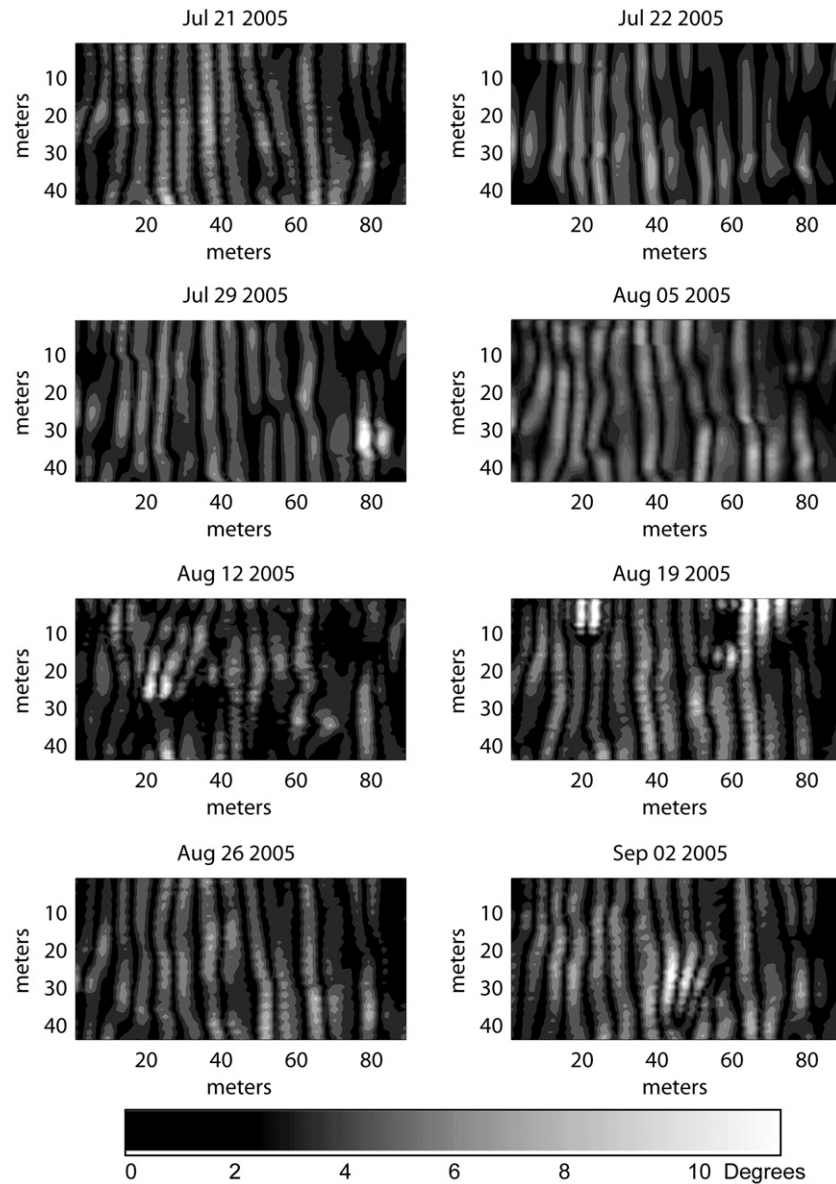 Jul 21 2005
Jul 22 2005
meters
10
20
30
40
20 40 60 80
meters
meters
10
20
30
40
20 40 60 80
meters
Jul 29 2005
Aug 05 2005
meters
10
20
30
40
20 40 60 80
meters
meters
10
20
30
40
20 40 60 80
meters
Aug 12 2005
Aug 19 2005
meters
10
20
30
40
20 40 60 80
meters
meters
10
20
30
40
20 40 60 80
meters
Aug 26 2005
Sep 02 2005
meters
10
20
30
40
20 40 60 80
meters
meters
10
20
30
40
20 40 60 80
meters
0 2 4 6 8 10 Degrees